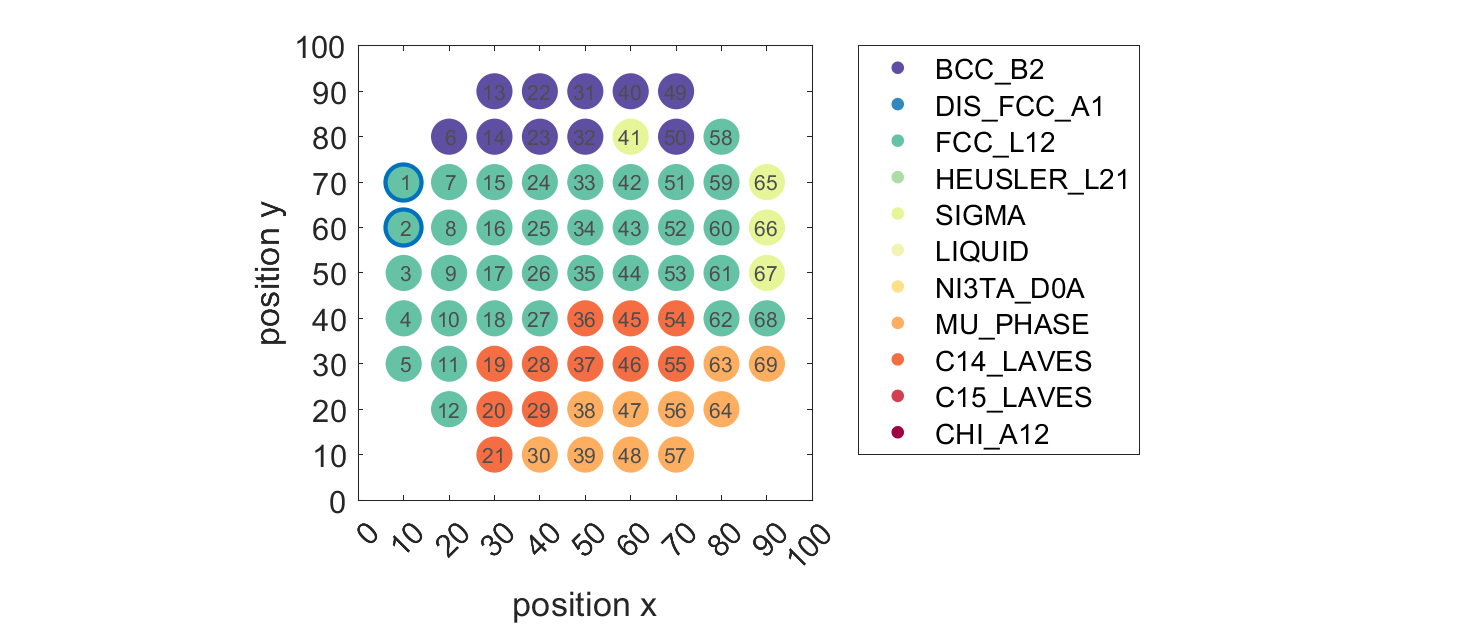 100
90
80
70
60
50
40
30
20
10
0
position y
13 22 31 40 49
6 14 23 32 41 50 58
1 7 15 24 33 42 51 59 65
2 8 16 25 34 43 52 60 66
3 9 17 26 35 44 53 61 67
4 10 18 27 36 45 54 62 68
5 11 19 28 37 46 55 63 69
12 20 29 38 47 56 64
21 30 39 48 57
0 10 20 30 40 50 60 70 80 90 100
position x
BCC_B2
DIS_FCC_A1
FCC_L12
HEUSLER_L21
SIGMA
LIQUID
NI3TA_D0A
MU_PHASE
C14_LAVES
C15_LAVES
CHI_A12